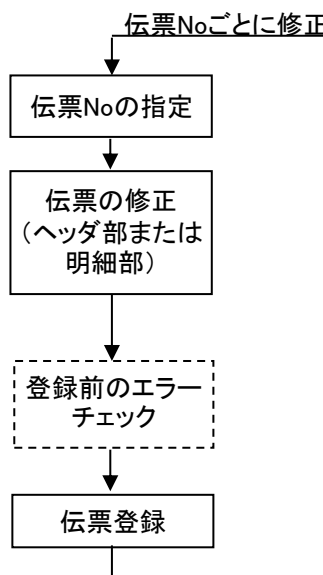 伝票Noごとに修正
伝票Noの指定
伝票の修正
（ヘッダ部または
明細部）
登録前のエラー
チェック
伝票登録